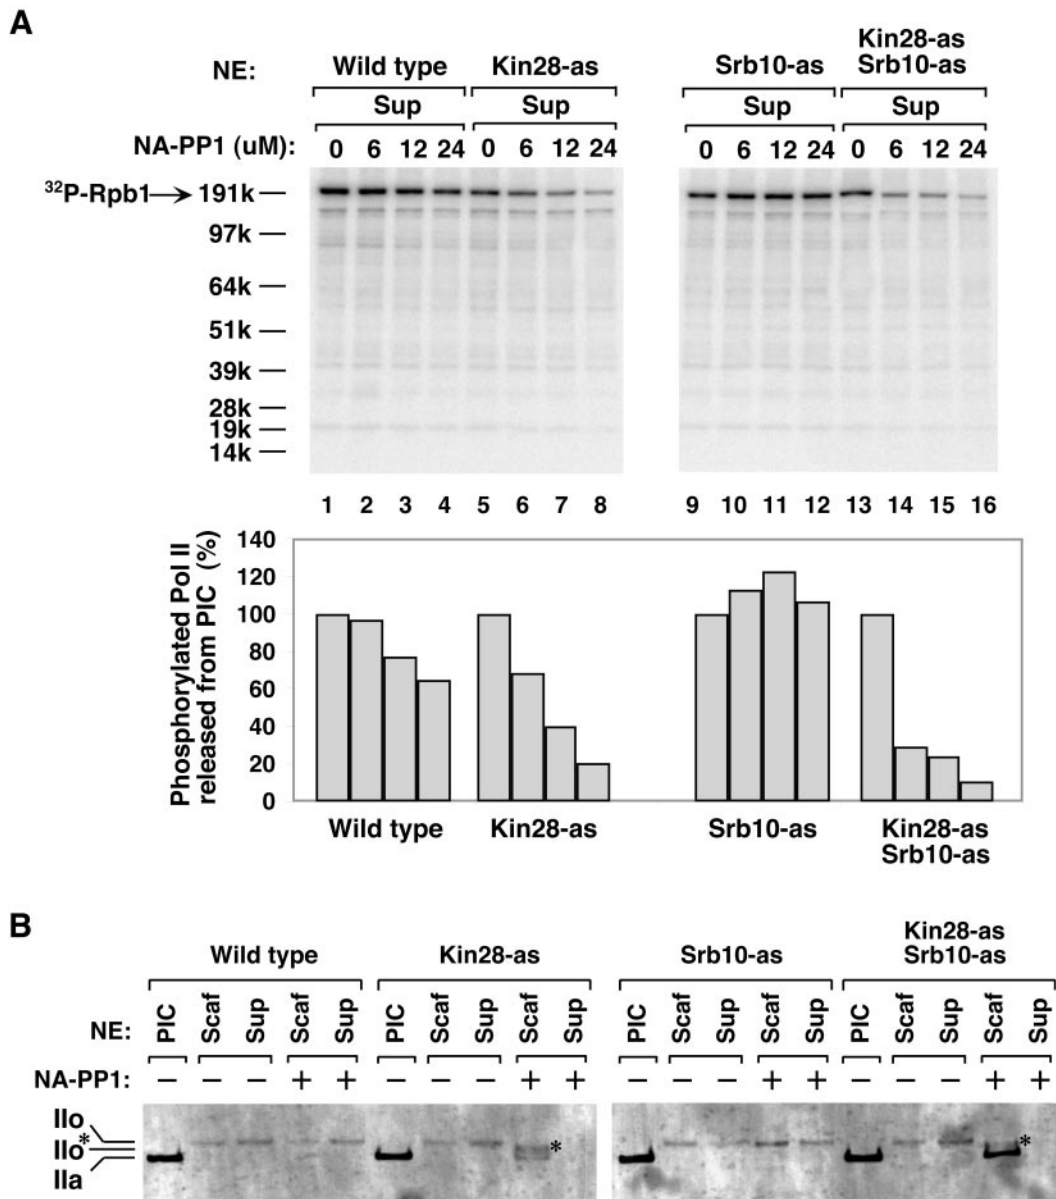 A
NE: Wild type Kin28-as Srb10-as Kin28-as Srb10-as
Sup Sup Sup Sup
NA-PP1 (uM): 0 6 12 24 0 6 12 24 0 6 12 24 0 6 12 24
32P-Rpb1 191k
97k
64k
51k
39k
28k
19k
14k
1 2 3 4 5 6 7 8 9 10 11 12 13 14 15 16
Phosphorylated Pol II
released from PIC (%)
140
120
100
80
60
40
20
0
Wild type Kin28-as Srb10-as Kin28-as
Srb10-as
B
Wild type Kin28-as Srb10-as Kin28-as
Srb10-as
NE: PIC Scaf Sup Scaf Sup PIC Scaf Sup Scaf Sup PIC Scaf Sup Scaf Sup PIC Scaf Sup Scaf Sup
NA-PP1: − − − + + − − − + + − − − + + − − − + +
IIo
IIo* * *
IIa